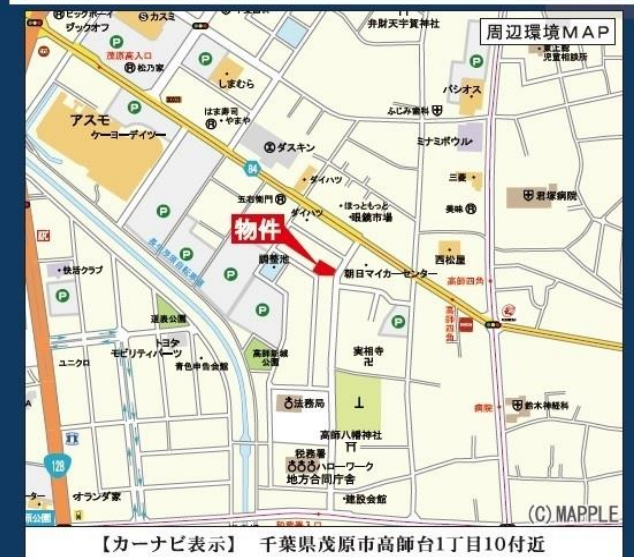 周辺環境MAP
ビッグボーイ
ブックオフ
カスミ
弁財天宇賀神社
東上総
児童相談所
茂原高入口
松乃家
しまむら
パシオス
はま寿司
やまや
ふじみ歯科
アスモ
ケーヨーデイツー
ダスキン
ミナミボウル
84
ダイハツ
三菱
君塚病院
玉右衛門
ほっともっと
ダイハツ
眼鏡市場
美味
物件
KFC
調整池
西松屋
快活クラブ
朝日マイカーセンター
高師四角
高師四角
道表公園
トヨタ
モビリティパーツ
高師新城
公園
実相寺
ユニクロ
青色申告会館
法務局
病院
鈴木神経科
高師八幡神社
税務署
ハローワーク
地方合同庁舎
128
オランダ家
建設会館
(C)MAPPLE
【カーナビ表示】 千葉県茂原市高師台1丁目10付近